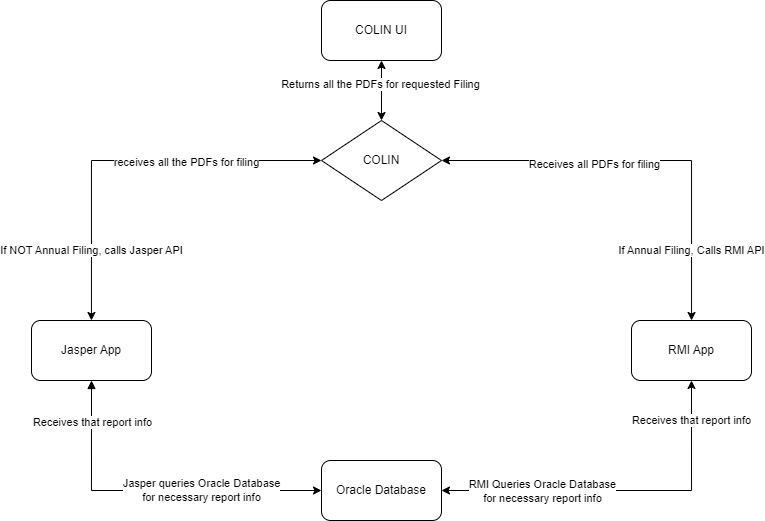 COLIN UI
Returns all the PDFs for requested Filing
COLIN
receives all the PDFs for filing
Receives all PDFs for filing
If NOT Annual Filing, calls Jasper API
If Annual Filing, Calls RMI API
Jasper App
RMI App
Receives that report info
Receives that report info
Jasper queries Oracle Database
for necessary report info
Oracle Database
RMI Queries Oracle Database
for necessary report info